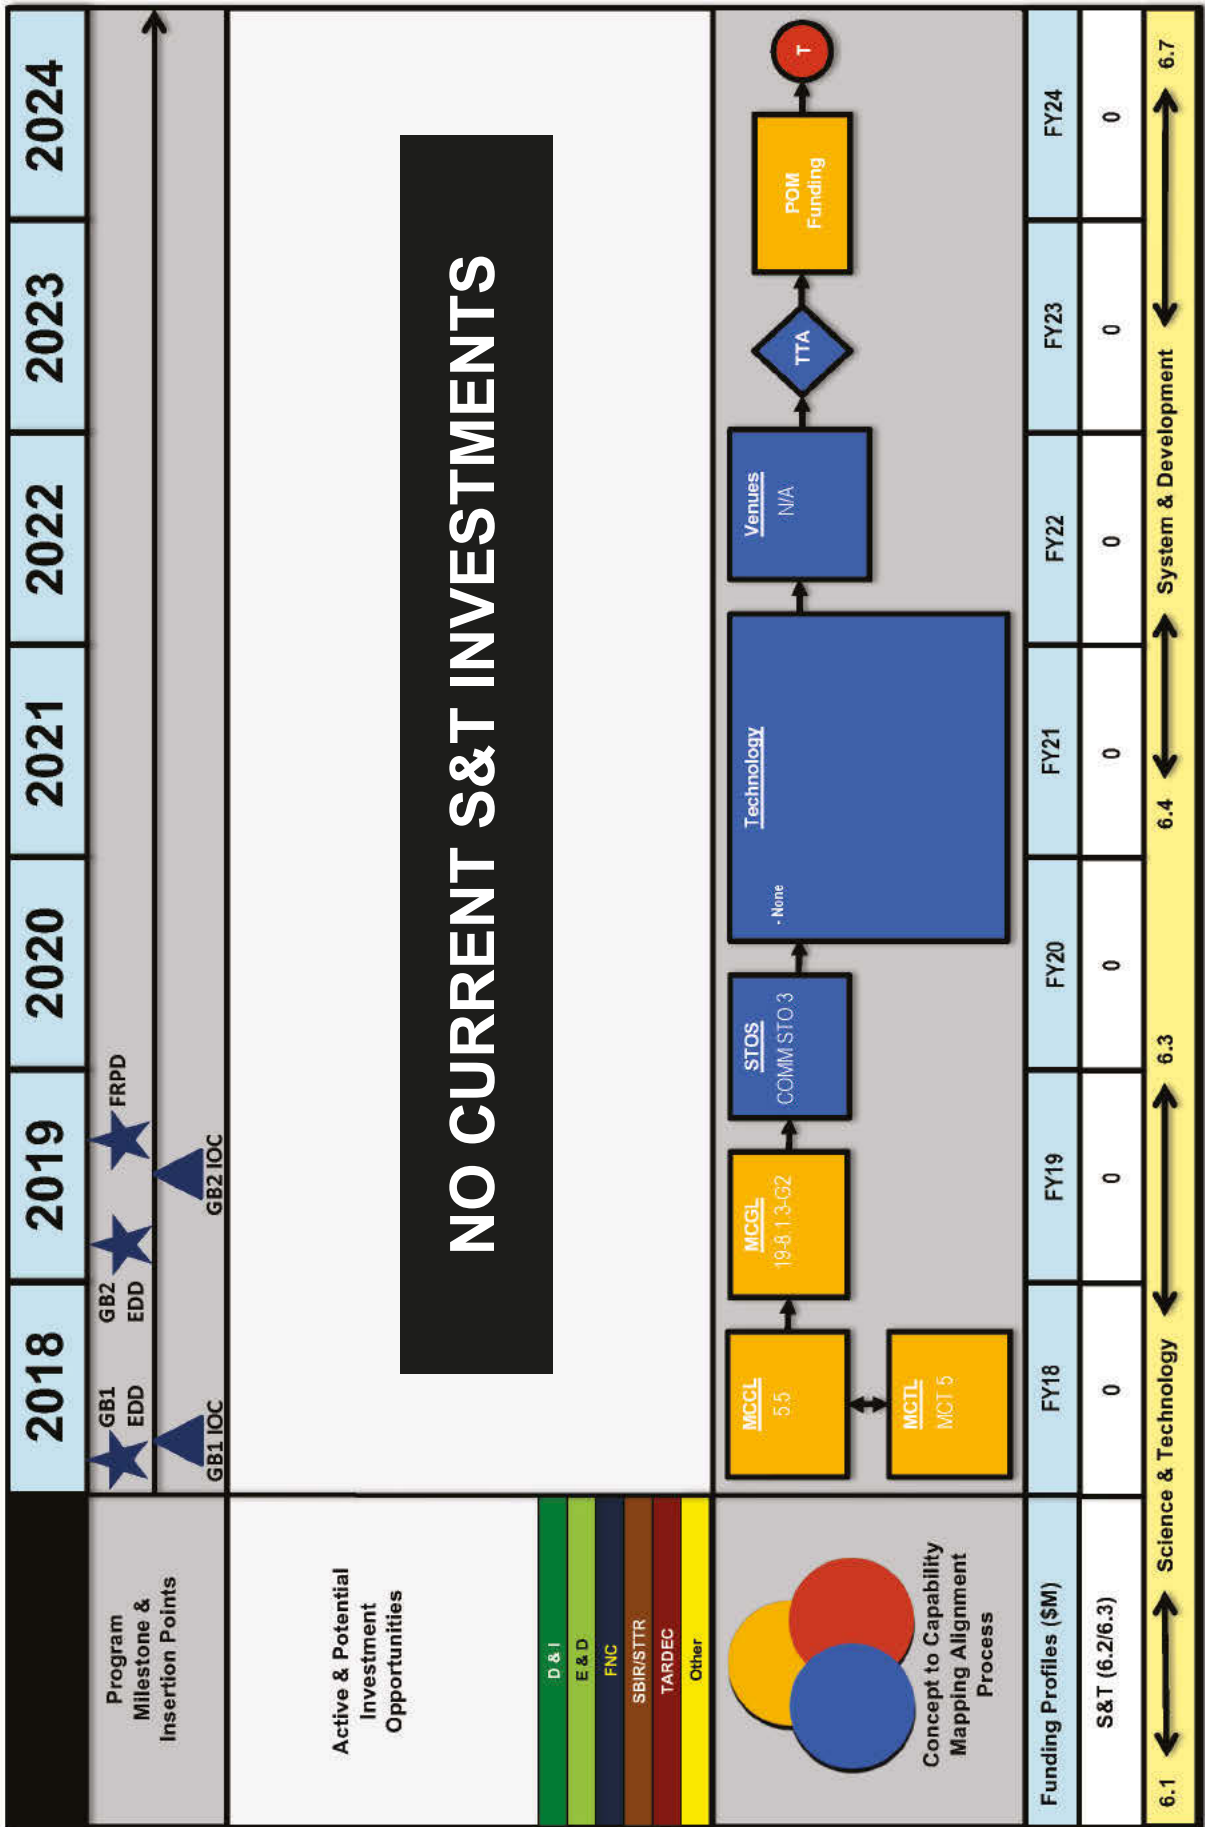 2018
2019
2020
2021
2022
2023
2024
Program
Milestone &
Insertion Points
GB1
EDD
GB1 IOC
GB2
EDD
GB2 IOC
FRPD
Active & Potential
Investment
Opportunities
D & I
E & D
FNC
SBIR/STTR
TARDEC
Other
NO CURRENT S&T INVESTMENTS
Concept to Capability
Mapping Alignment
Process
MCCL
5.5
MCTL
MCT 5
MCGL
19-8.1.3-G2
STOS
COMM STO 3
Technology
- None
Venues
N/A
TTA
POM
Funding
T
Funding Profiles ($M)
FY18
FY19
FY20
FY21
FY22
FY23
FY24
S&T (6.2/6.3)
0
0
0
0
0
0
0
6.1
Science & Technology
6.3
6.4
System & Development
6.7